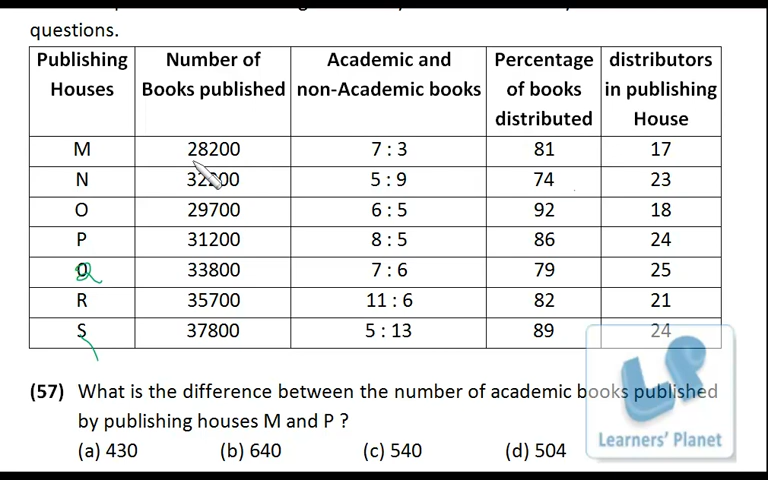 questions.
Publishing Houses Number of Books published Academic and non-Academic books Percentage of books distributed distributors in publishing House
M 28200 7 : 3 81 17
N 32200 5 : 9 74 23
O 29700 6 : 5 92 18
P 31200 8 : 5 86 24
Q 33800 7 : 6 79 25
R 35700 11 : 6 82 21
S 37800 5 : 13 89 24
(57) What is the difference between the number of academic books published
by publishing houses M and P ?
(a) 430 (b) 640 (c) 540 (d) 504
LP
Learners' Planet